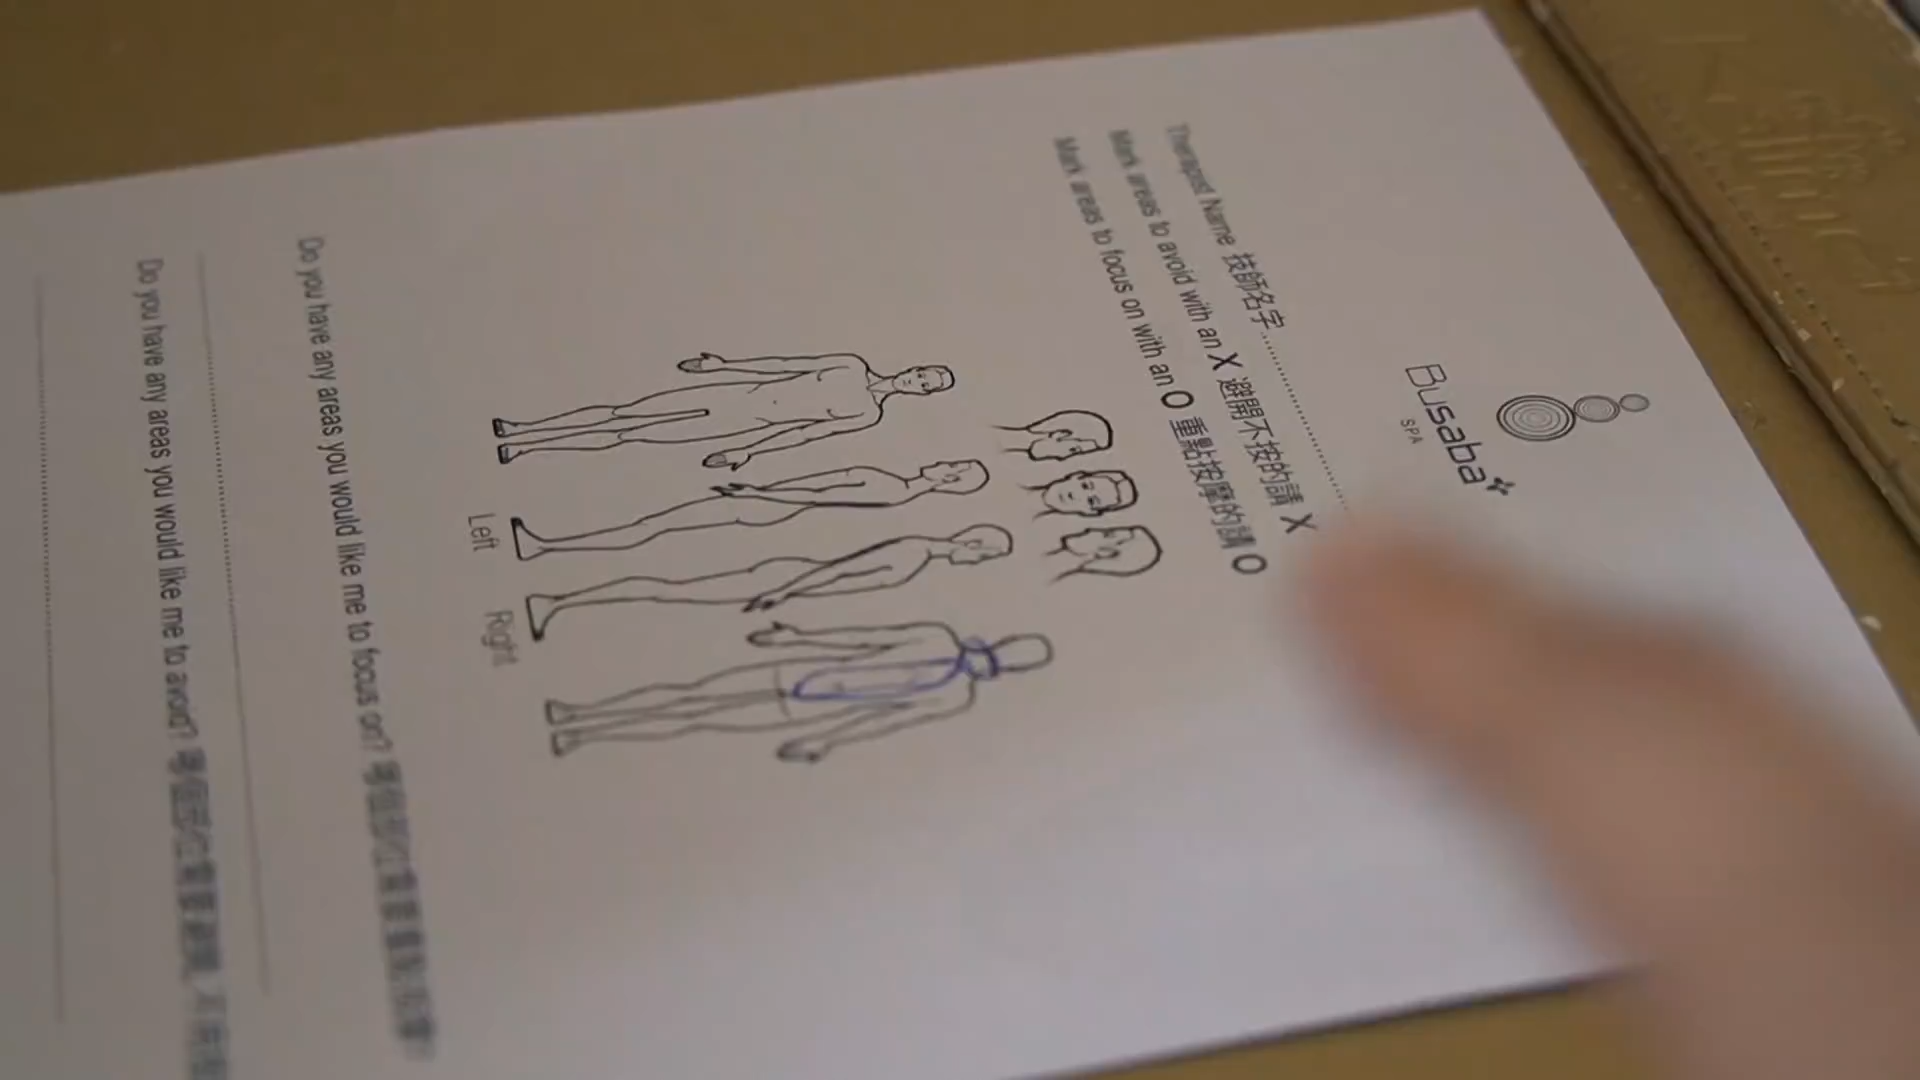 Busaba
SPA
Therapist Name 技師名字
Mark areas to avoid with an X 避開不按的請 X
Mark areas to focus on with an O 重點按摩的請 O
Left
Right
Do you have any areas you would like me to focus on?
Do you have any areas you would like me to avoid?